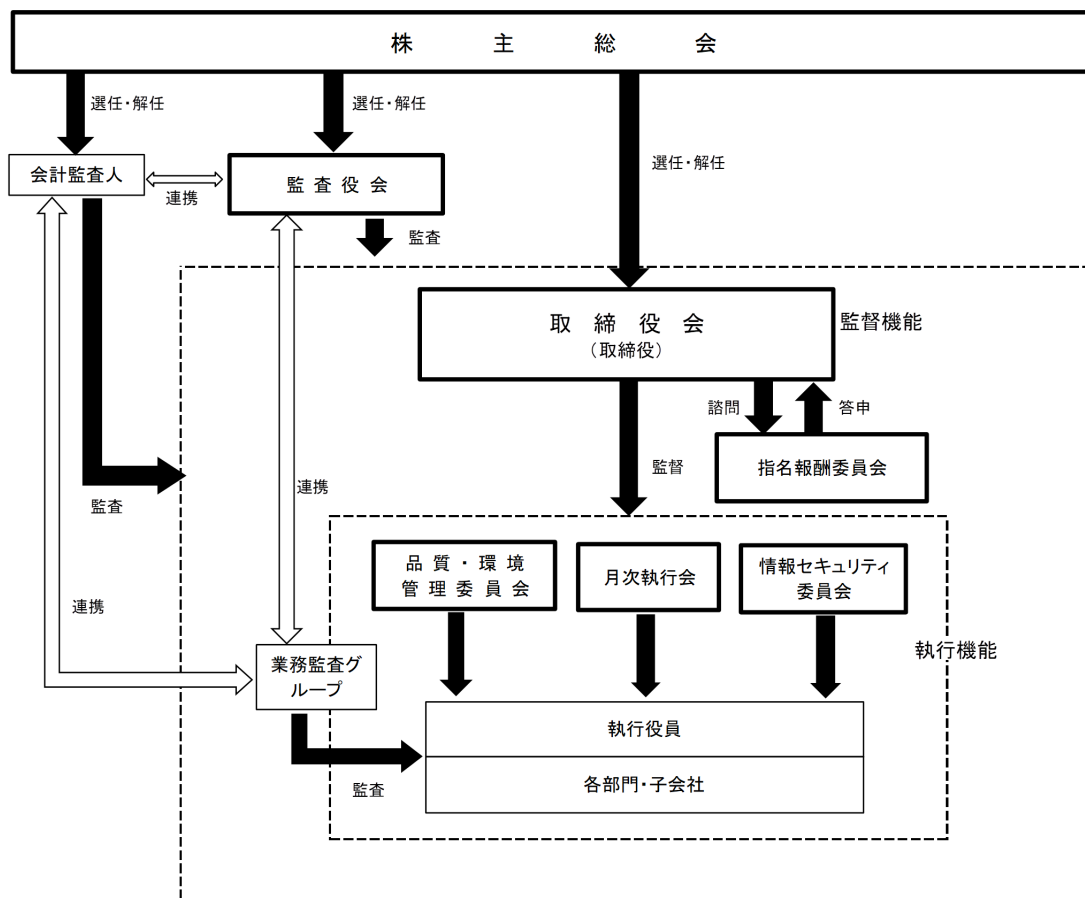 株主総会
選任・解任
選任・解任
選任・解任
会計監査人
連携
監査役会
監査
取締役会
(取締役)
監督機能
諮問
答申
指名報酬委員会
監督
監査
連携
連携
品質・環境
管理委員会
月次執行会
情報セキュリティ
委員会
執行機能
業務監査グ
ループ
監査
執行役員
各部門・子会社